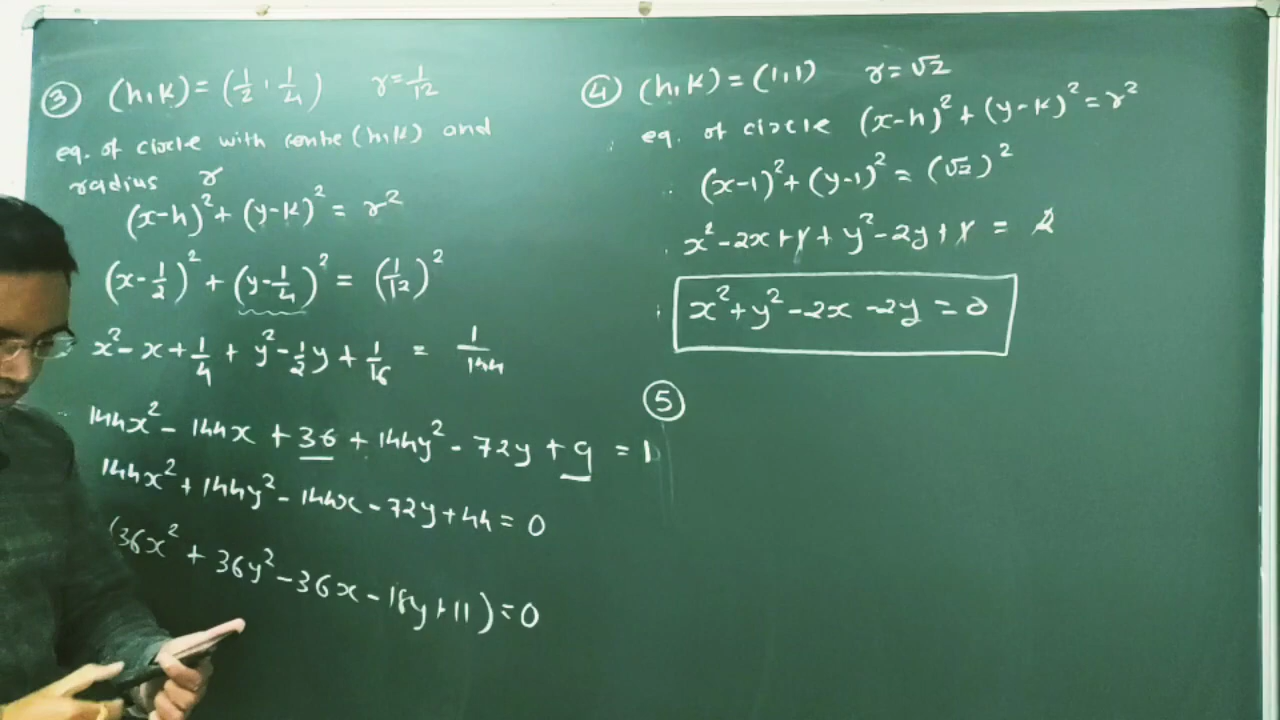 ③ (h,k) = (1/2, 1/4) r = 1/12
eq. of circle with centre (h,k) and
radius r
(x-h)² + (y-k)² = r²
(x-1/2)² + (y-1/4)² = (1/12)²
x² - x + 1/4 + y² - 1/2 y + 1/16 = 1/144
144x² - 144x + 36 + 144y² - 72y + 9 = 1
144x² + 144y² - 144x - 72y + 44 = 0
(36x² + 36y² - 36x - 18y + 11) = 0
④ (h,k) = (1,1) r = √2
eq. of circle (x-h)² + (y-k)² = r²
∴ (x-1)² + (y-1)² = (√2)²
x² - 2x + 1 + y² - 2y + 1 = 2
x² + y² - 2x - 2y = 0
⑤